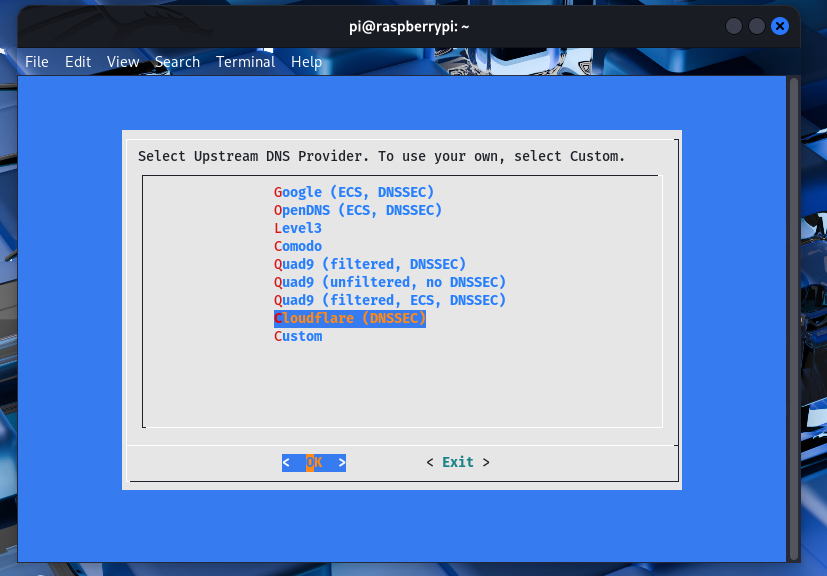 pi@raspberrypi: ~
File Edit View Search Terminal Help
Select Upstream DNS Provider. To use your own, select Custom.
Google (ECS, DNSSEC)
OpenDNS (ECS, DNSSEC)
Level3
Comodo
Quad9 (filtered, DNSSEC)
Quad9 (unfiltered, no DNSSEC)
Quad9 (filtered, ECS, DNSSEC)
Cloudflare (DNSSEC)
Custom
< OK > < Exit >